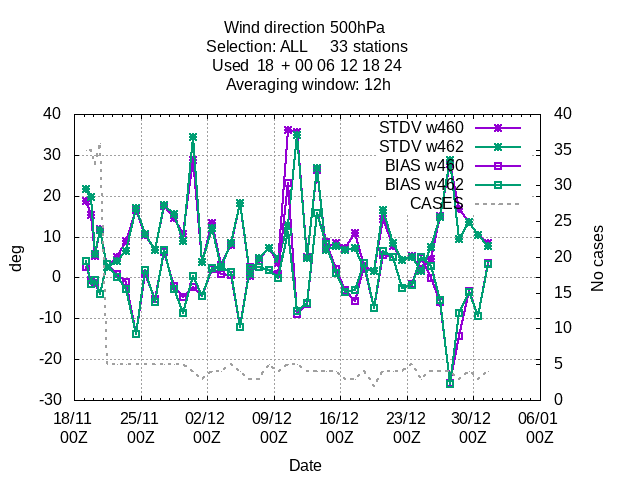 Wind direction 500hPa
Selection: ALL     33 stations
Used  18  + 00 06 12 18 24
Averaging window: 12h
STDV w460
STDV w462
BIAS w460
BIAS w462
CASES
40
30
20
10
0
-10
-20
-30
deg
40
35
30
25
20
15
10
5
0
No cases
18/11 25/11 02/12 09/12 16/12 23/12 30/12 06/01
00Z 00Z 00Z 00Z 00Z 00Z 00Z 00Z
Date